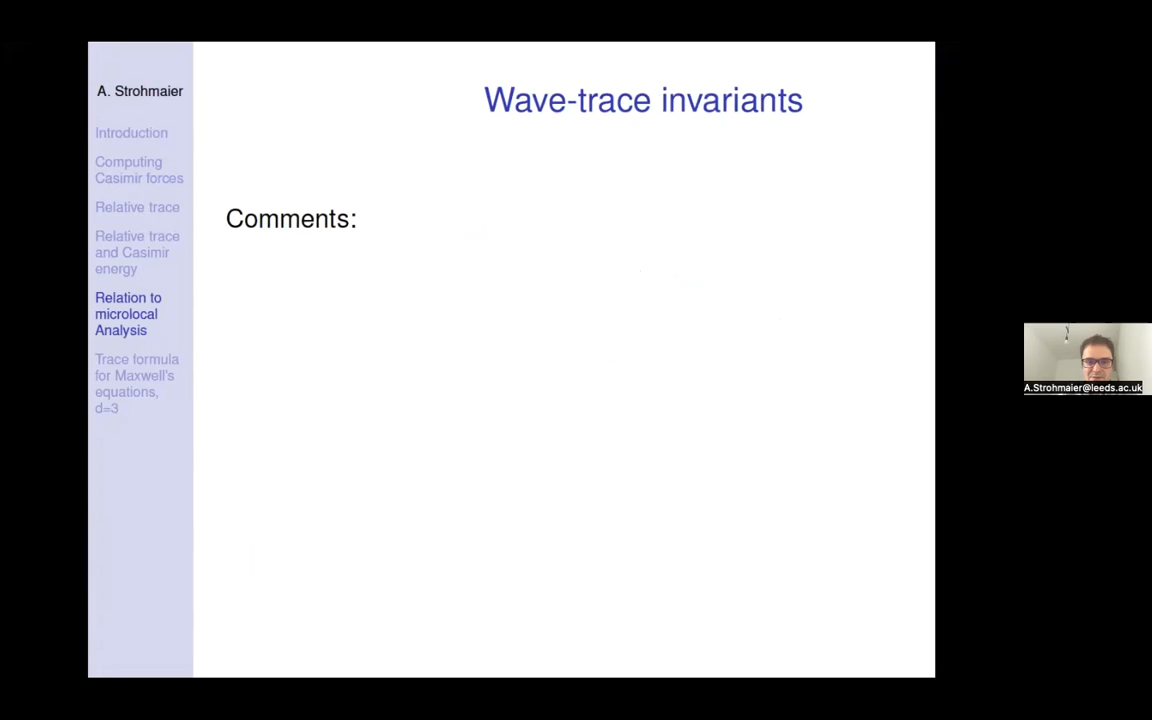 A. Strohmaier
Introduction
Computing
Casimir forces
Relative trace
Relative trace
and Casimir
energy
Relation to
microlocal
Analysis
Trace formula
for Maxwell's
equations,
d=3
Wave-trace invariants
Comments:
A.Strohmaier@leeds.ac.uk